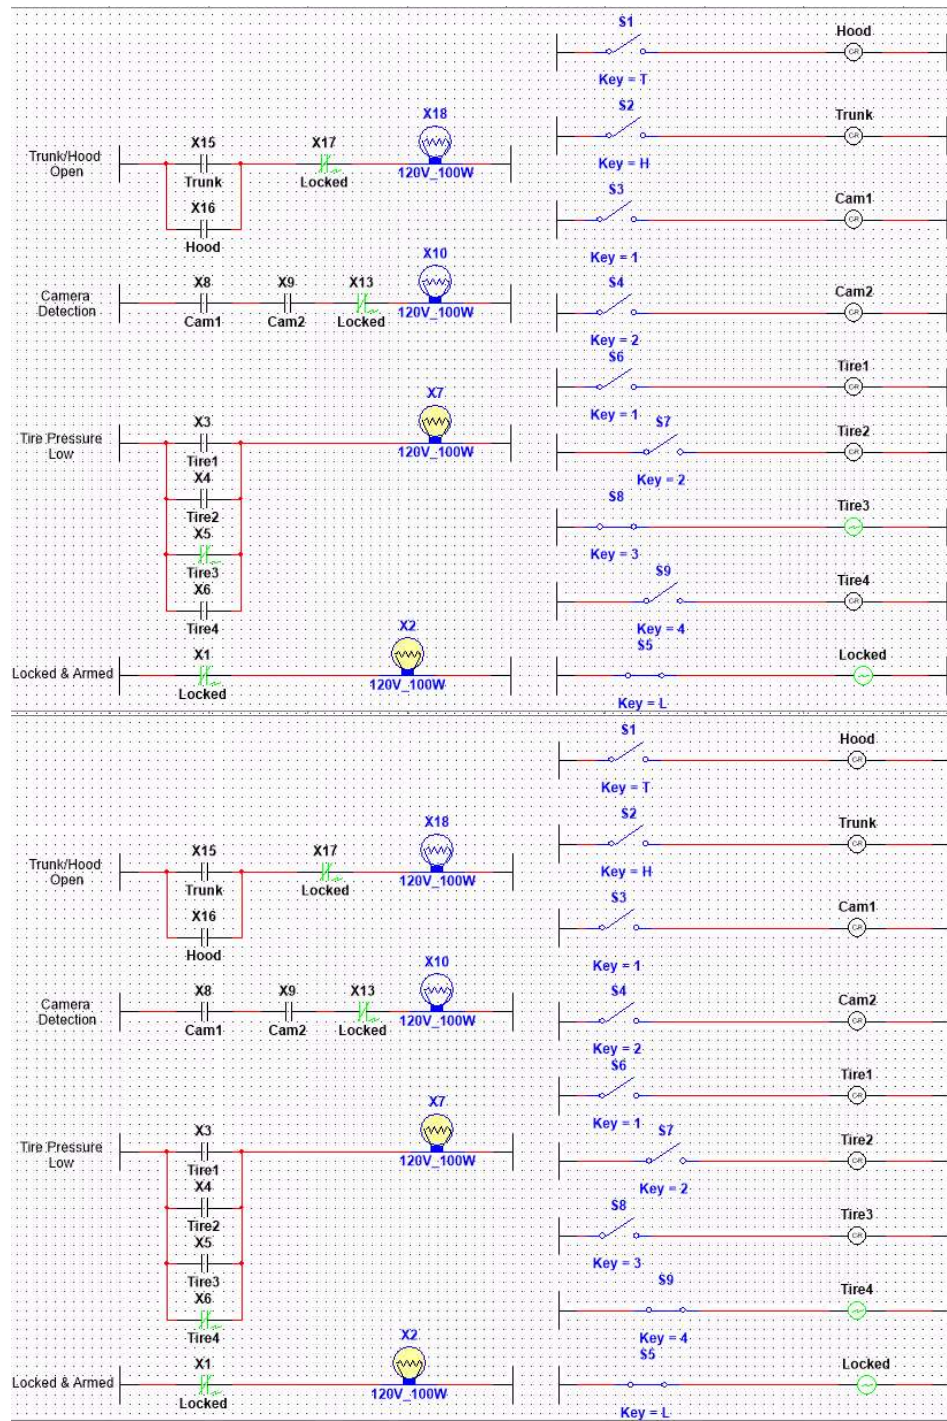 S1
Hood
Key = T
S2
Trunk
X18
X15
X17
Trunk/Hood
Open
Key = H
120V_100W
Trunk
Locked
S3
Cam1
X16
Hood
X10
Key = 1
X8
X9
X13
S4
Cam2
Camera
Detection
120V_100W
Cam1
Cam2
Locked
Key = 2
S6
Tire1
X7
Key = 1
X3
S7
Tire2
Tire Pressure
Low
120V_100W
Tire1
X4
Key = 2
S8
Tire3
Tire2
X5
Key = 3
Tire3
S9
Tire4
X6
Tire4
X2
Key = 4
S5
X1
Locked
Locked & Armed
120V_100W
Locked
Key = L
S1
Hood
Key = T
S2
Trunk
X18
X15
X17
Trunk/Hood
Open
Key = H
120V_100W
Trunk
Locked
S3
Cam1
X16
Hood
X10
Key = 1
X8
X9
X13
S4
Cam2
Camera
Detection
120V_100W
Cam1
Cam2
Locked
Key = 2
S6
Tire1
X7
Key = 1
X3
S7
Tire2
Tire Pressure
Low
120V_100W
Tire1
X4
Key = 2
S8
Tire3
Tire2
X5
Key = 3
Tire3
S9
Tire4
X6
Tire4
X2
Key = 4
S5
X1
Locked
Locked & Armed
120V_100W
Locked
Key = L